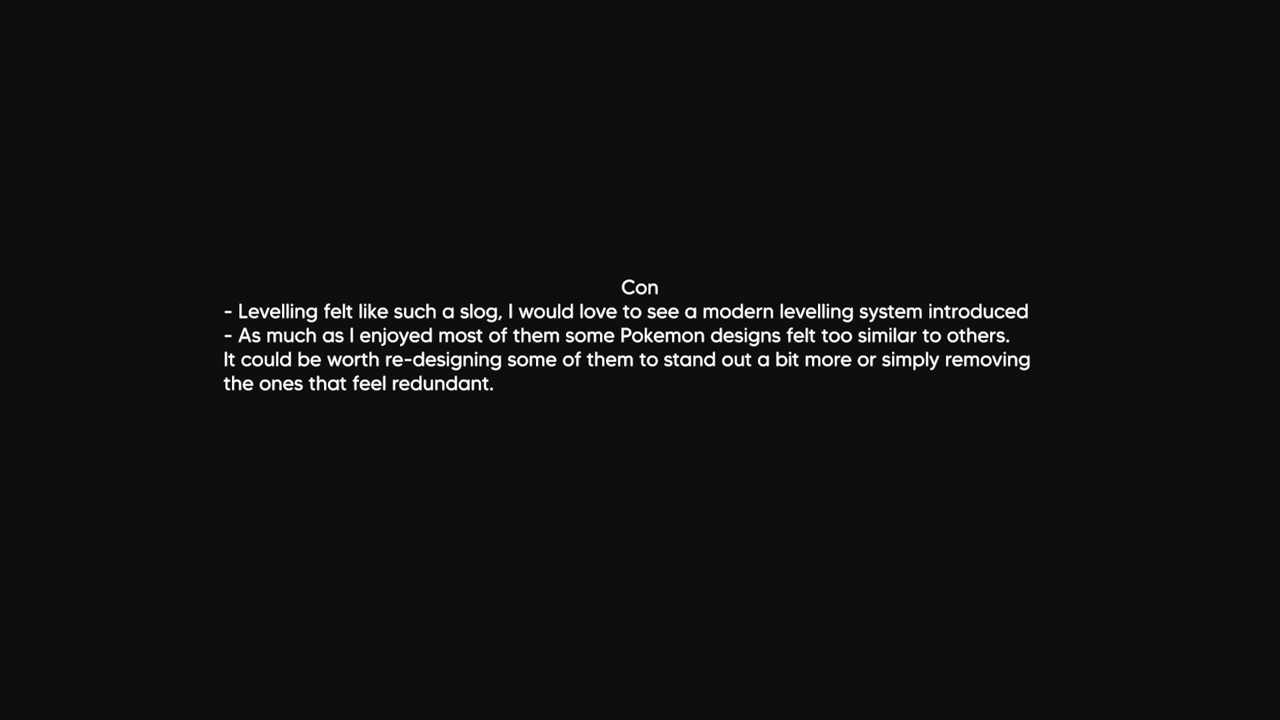 Con
- Levelling felt like such a slog, I would love to see a modern levelling system introduced
- As much as I enjoyed most of them some Pokemon designs felt too similar to others.
It could be worth re-designing some of them to stand out a bit more or simply removing
the ones that feel redundant.